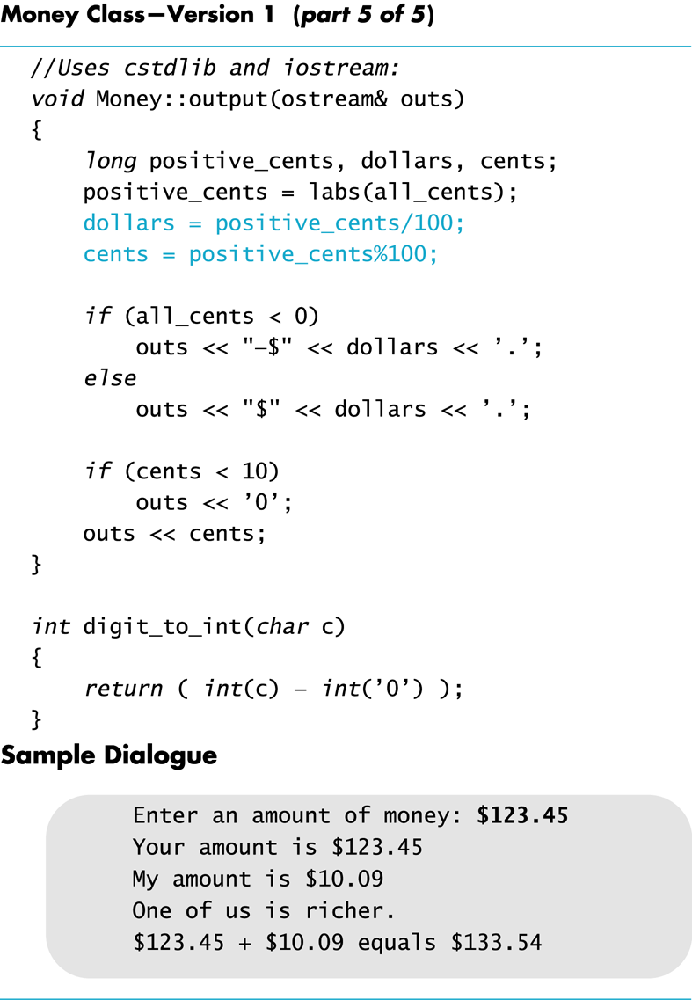 Money Class—Version 1 (part 5 of 5)
//Uses cstdlib and iostream:
void Money::output(ostream& outs)
{
    long positive_cents, dollars, cents;
    positive_cents = labs(all_cents);
    dollars = positive_cents/100;
    cents = positive_cents%100;

    if (all_cents < 0)
        outs << "–$" << dollars << ’.’;
    else
        outs << "$" << dollars << ’.’;

    if (cents < 10)
        outs << ’0’;
    outs << cents;
}

int digit_to_int(char c)
{
    return ( int(c) – int(’0’) );
}
Sample Dialogue
Enter an amount of money: $123.45
Your amount is $123.45
My amount is $10.09
One of us is richer.
$123.45 + $10.09 equals $133.54